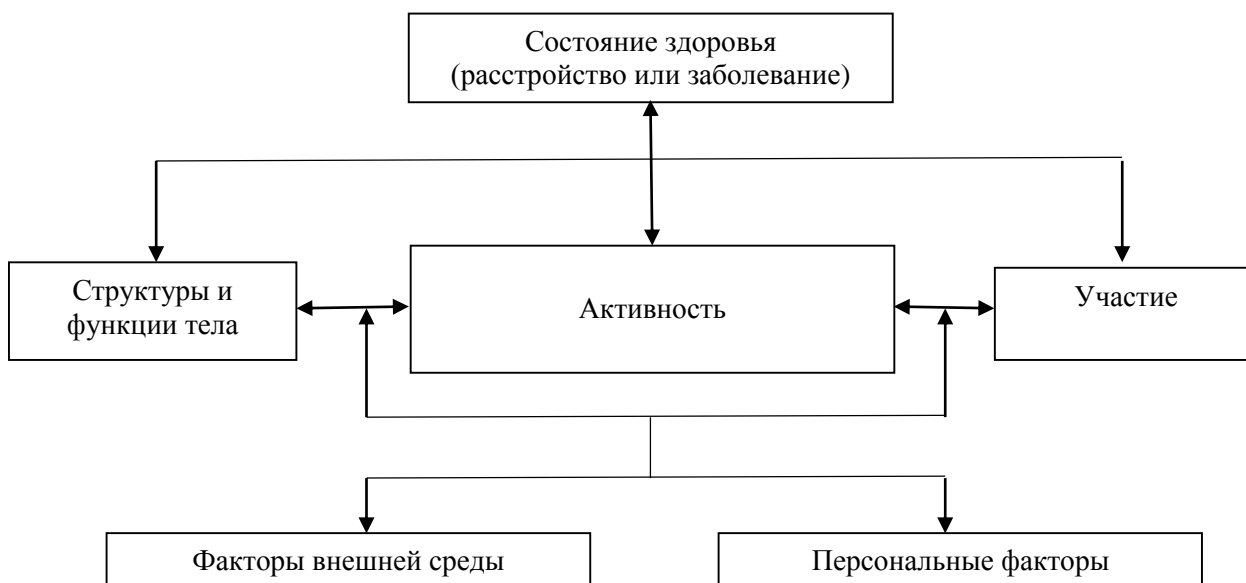 Состояние здоровья
(расстройство или заболевание)
Структуры и
функции тела
Активность
Участие
Факторы внешней среды
Персональные факторы